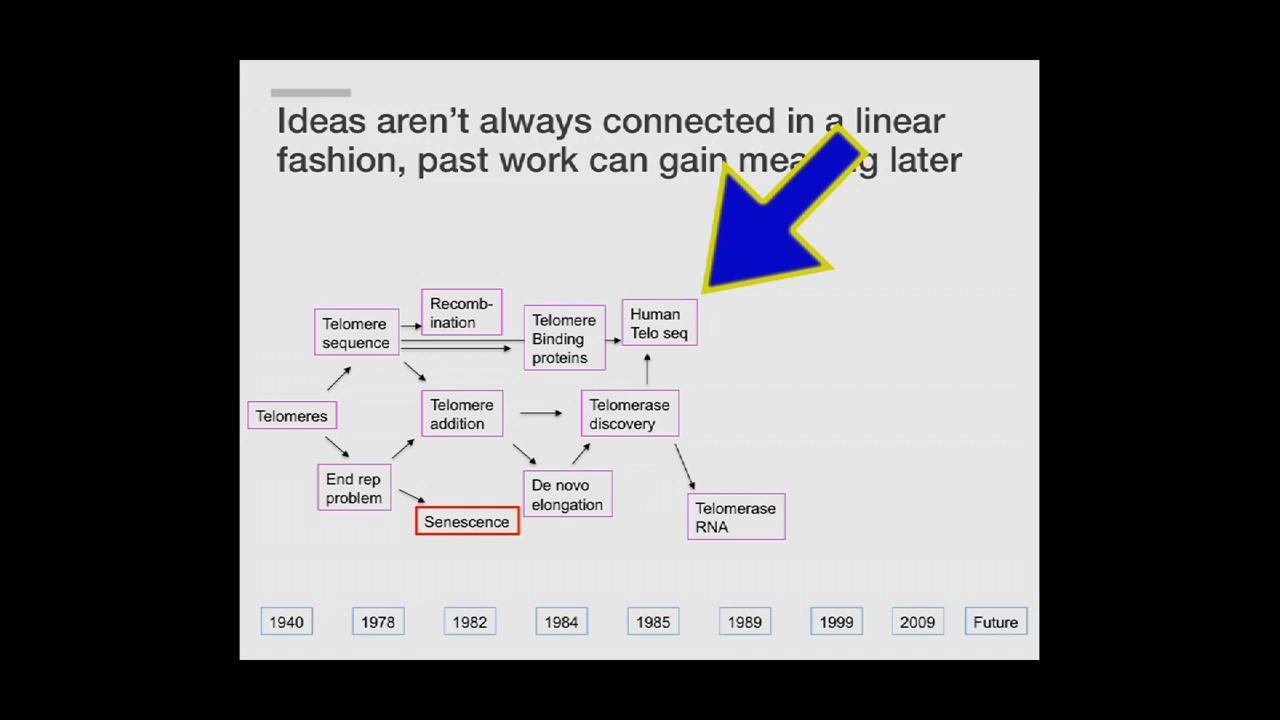 Ideas aren't always connected in a linear
fashion, past work can gain later
Recomb-
ination
Telomere
sequence
Telomere
Binding
proteins
Human
Telo seq
Telomeres
Telomere
addition
Telomerase
discovery
End rep
problem
Senescence
De novo
elongation
Telomerase
RNA
1940
1978
1982
1984
1985
1989
1999
2009
Future